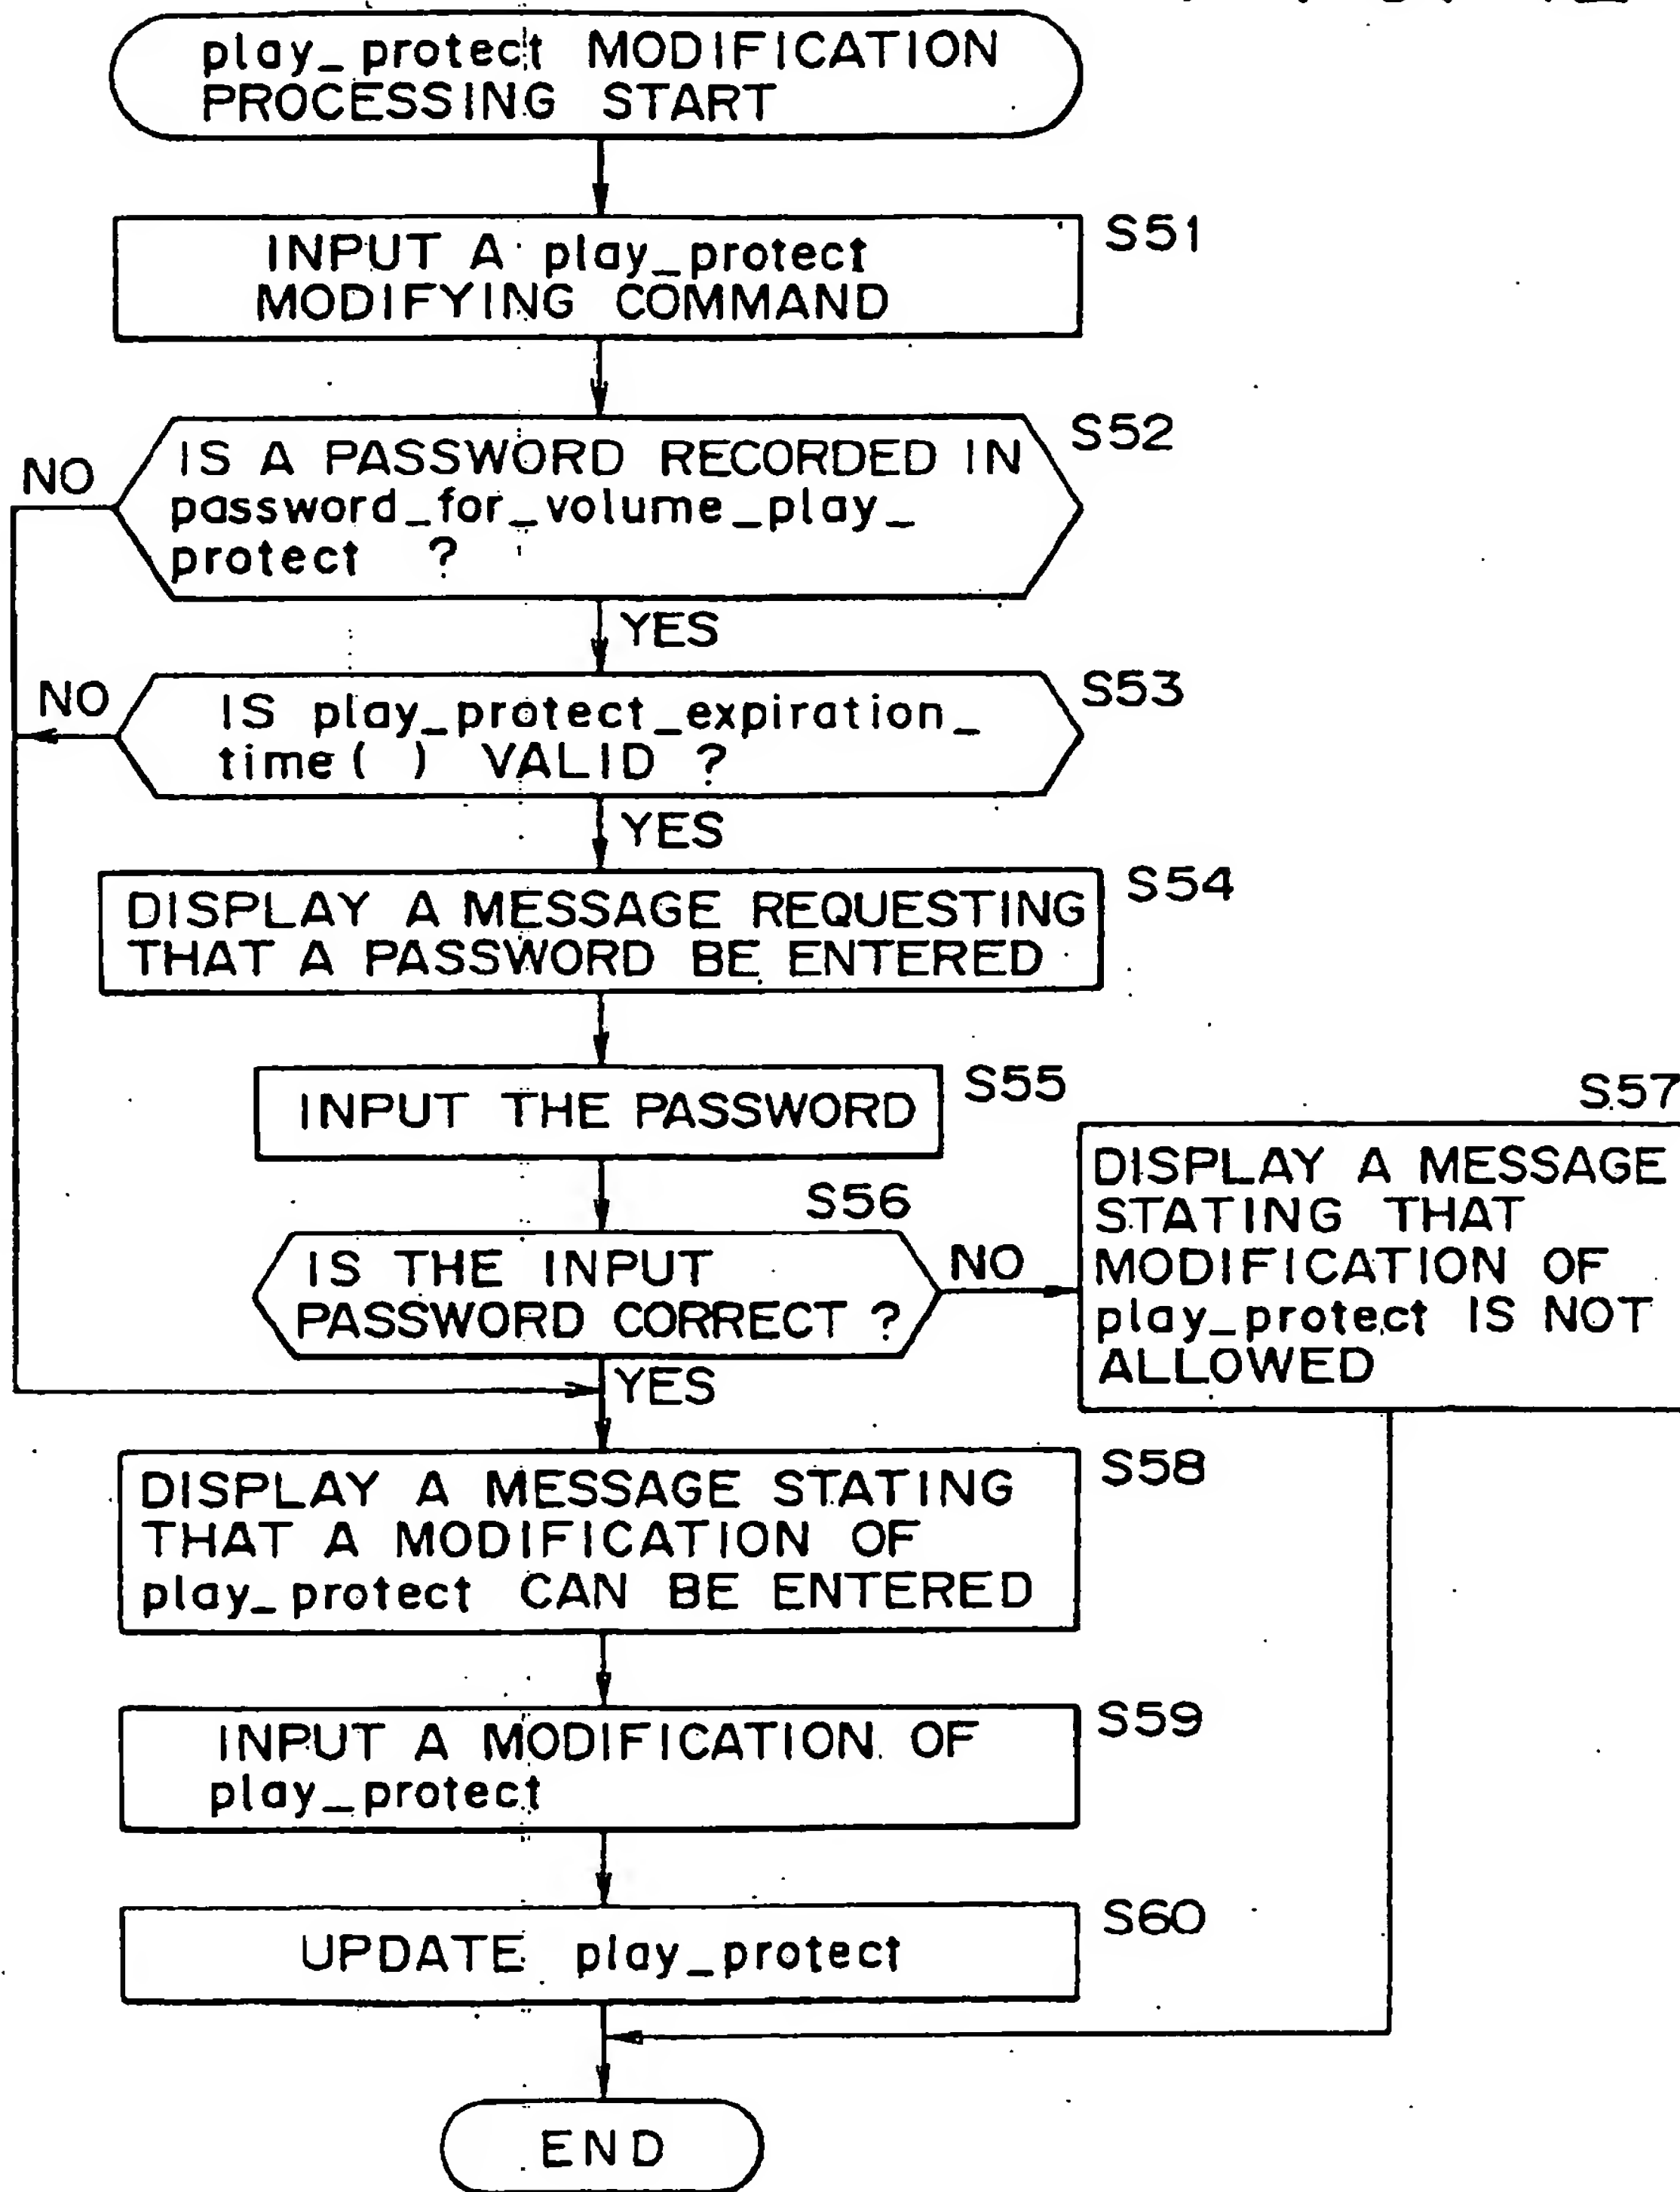 play_protect MODIFICATION
PROCESSING START
INPUT A play_protect
MODIFYING COMMAND
S51
IS A PASSWORD RECORDED IN
password_for_volume_play_
protect ?
S52
NO
YES
IS play_protect_expiration_
time( ) VALID ?
S53
NO
YES
DISPLAY A MESSAGE REQUESTING
THAT A PASSWORD BE ENTERED
S54
INPUT THE PASSWORD
S55
IS THE INPUT
PASSWORD CORRECT ?
S56
NO
YES
S57
DISPLAY A MESSAGE
STATING THAT
MODIFICATION OF
play_protect IS NOT
ALLOWED
DISPLAY A MESSAGE STATING
THAT A MODIFICATION OF
play_protect CAN BE ENTERED
S58
INPUT A MODIFICATION OF
play_protect
S59
UPDATE play_protect
S60
END